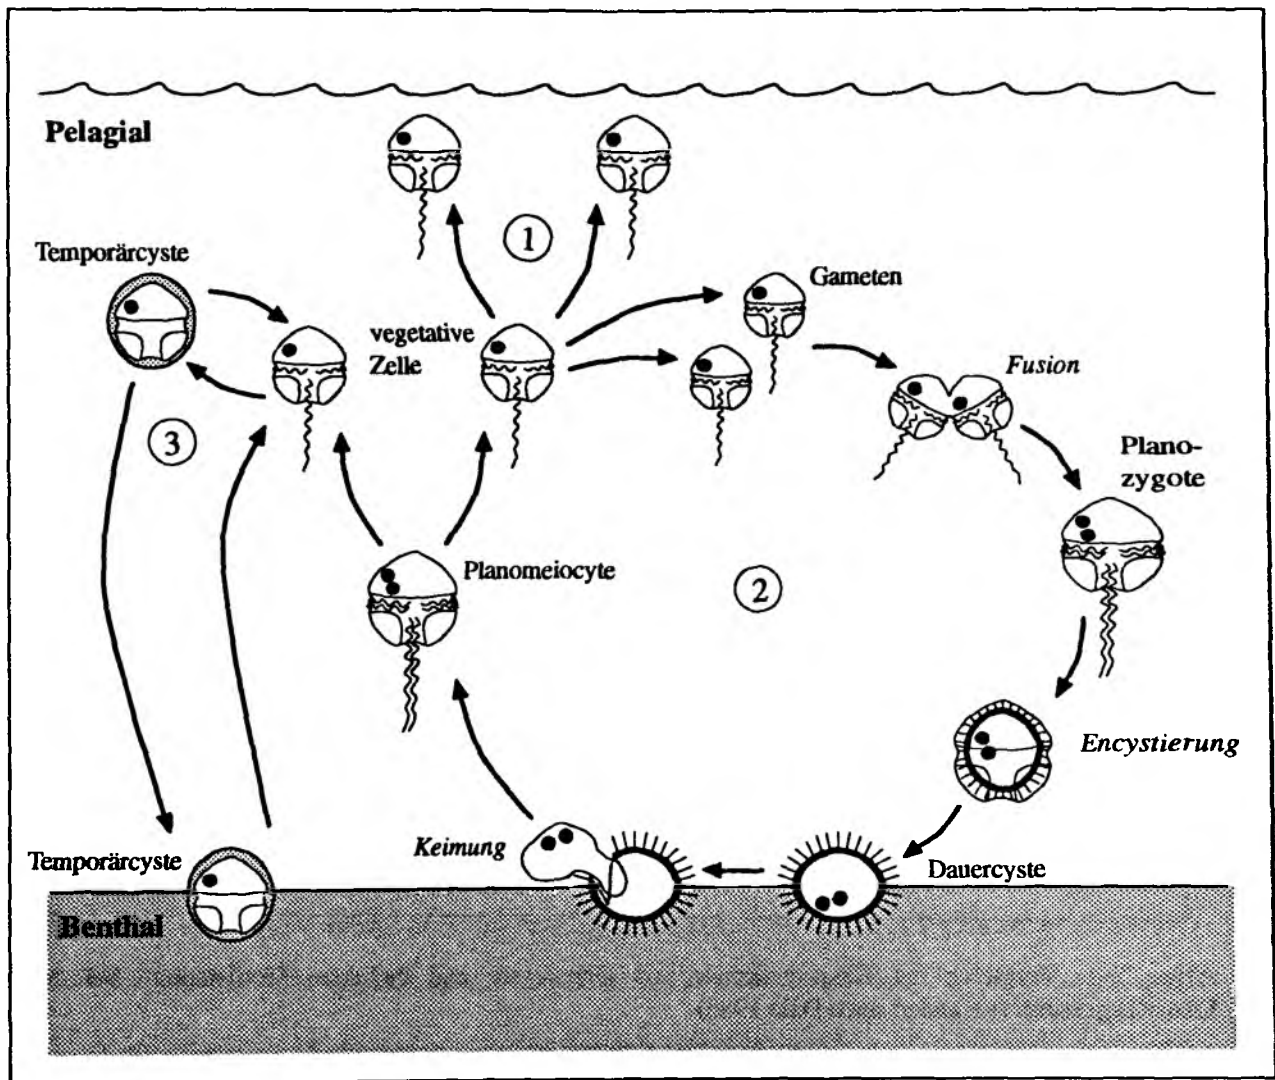 Pelagial
1
Temporärcyste
Gameten
vegetative
Zelle
Fusion
3
Plano-
zygote
Planomeiocyte
2
Encystierung
Keimung
Temporärcyste
Dauercyste
Benthal